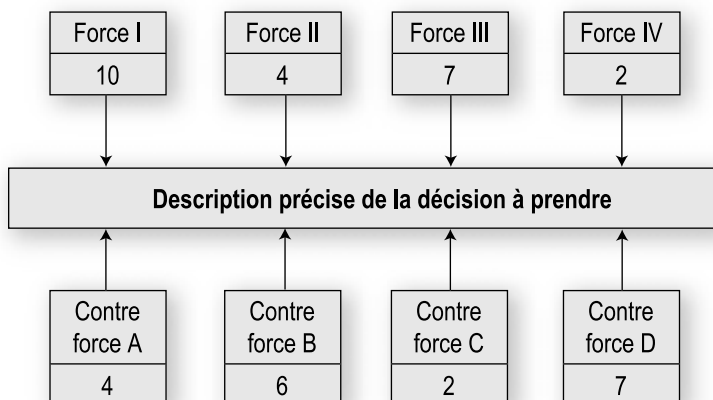 Force I
10
Force II
4
Force III
7
Force IV
2
Description précise de la décision à prendre
Contre
force A
4
Contre
force B
6
Contre
force C
2
Contre
force D
7